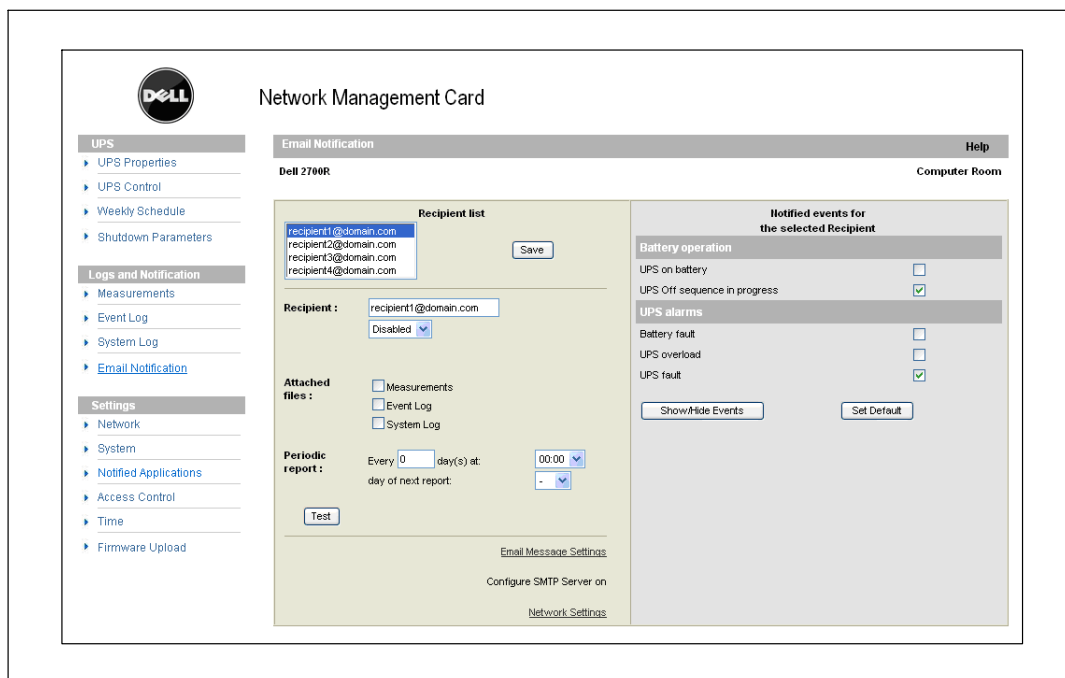 DELL
Network Management Card
UPS
UPS Properties
UPS Control
Weekly Schedule
Shutdown Parameters
Logs and Notification
Measurements
Event Log
System Log
Email Notification
Settings
Network
System
Notified Applications
Access Control
Time
Firmware Upload
Email Notification
Help
Dell 2700R
Computer Room
Recipient list
recipient1@domain.com
recipient2@domain.com
recipient3@domain.com
recipient4@domain.com
Save
Recipient :
recipient1@domain.com
Disabled
Attached
files :
Measurements
Event Log
System Log
Periodic
report :
Every 0 day(s) at: 00:00
day of next report: -
Test
Email Message Settings
Configure SMTP Server on
Network Settings
Notified events for
the selected Recipient
Battery operation
UPS on battery
UPS Off sequence in progress
UPS alarms
Battery fault
UPS overload
UPS fault
Show/Hide Events
Set Default